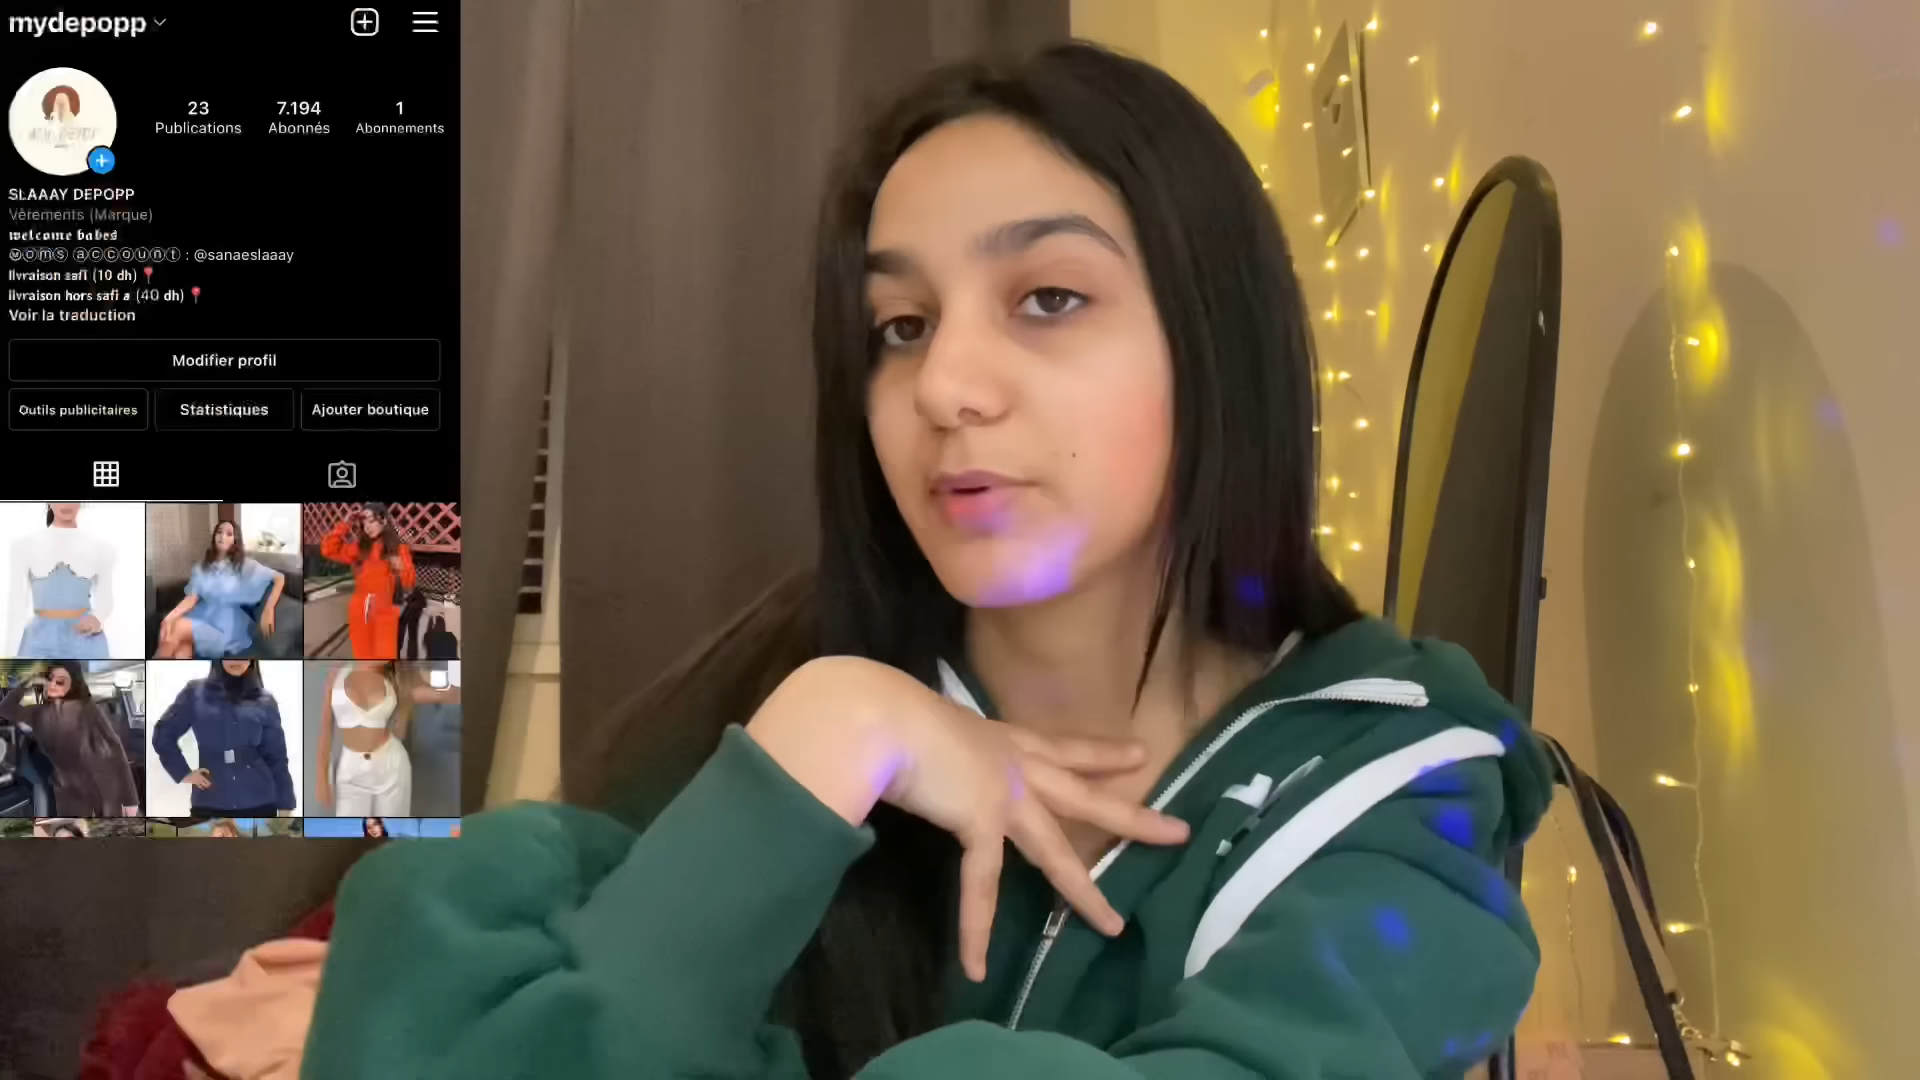 mydepopp
23
Publications
7.194
Abonnés
1
Abonnements
SLAAAY DEPOPP
Vêtements (Marque)
welcome babes
ⓜⓞⓜⓢ ⓐⓒⓒⓞⓤⓝⓣ : @sanaeslaaay
livraison safi (10 dh) 📍
livraison hors safi a (40 dh) 📍
Voir la traduction
Modifier profil
Outils publicitaires
Statistiques
Ajouter boutique